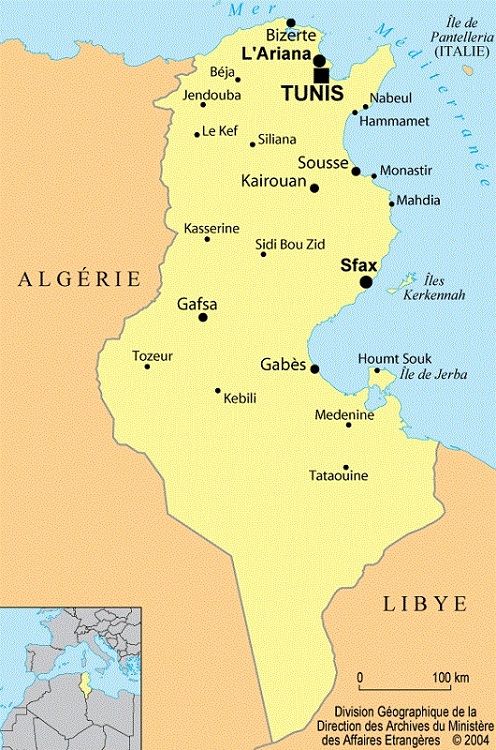 Mer
Méditerranée
Île de
Pantelleria
(ITALIE)
Bizerte
L'Ariana
TUNIS
Béja
Jendouba
Nabeul
Hammamet
Le Kef
Siliana
Sousse
Monastir
Kairouan
Mahdia
Kasserine
Sidi Bou Zid
ALGÉRIE
Sfax
Îles
Kerkennah
Gafsa
Tozeur
Gabès
Houmt Souk
Île de Jerba
Kebili
Medenine
Tataouine
LIBYE
0 100 km
Division Géographique de la
Direction des Archives du Ministère
des Affaires Etrangères © 2004